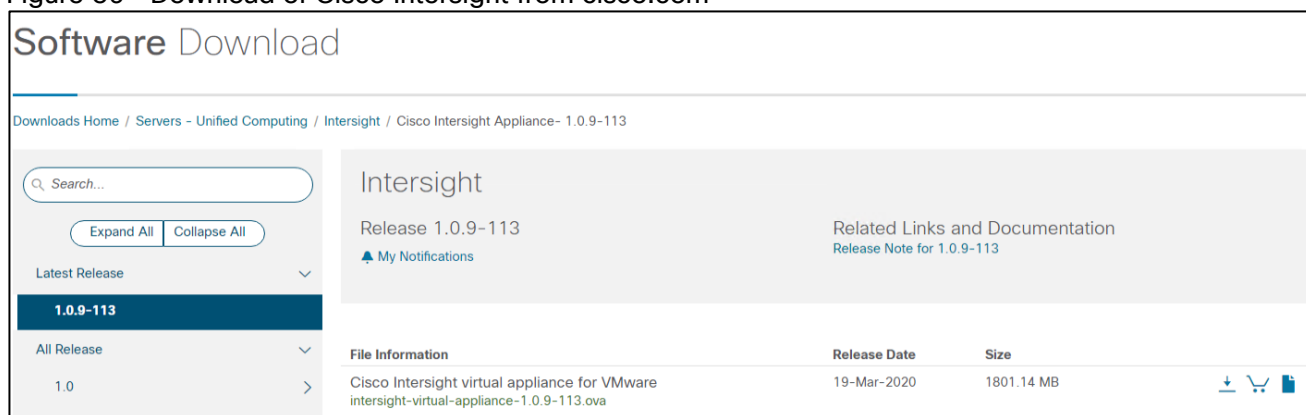 Software Download
Downloads Home / Servers - Unified Computing / Intersight / Cisco Intersight Appliance- 1.0.9-113
Search...
Expand All Collapse All
Latest Release
1.0.9-113
All Release
1.0
Intersight
Release 1.0.9-113
My Notifications
Related Links and Documentation
Release Note for 1.0.9-113
File Information Release Date Size
Cisco Intersight virtual appliance for VMware 19-Mar-2020 1801.14 MB
intersight-virtual-appliance-1.0.9-113.ova